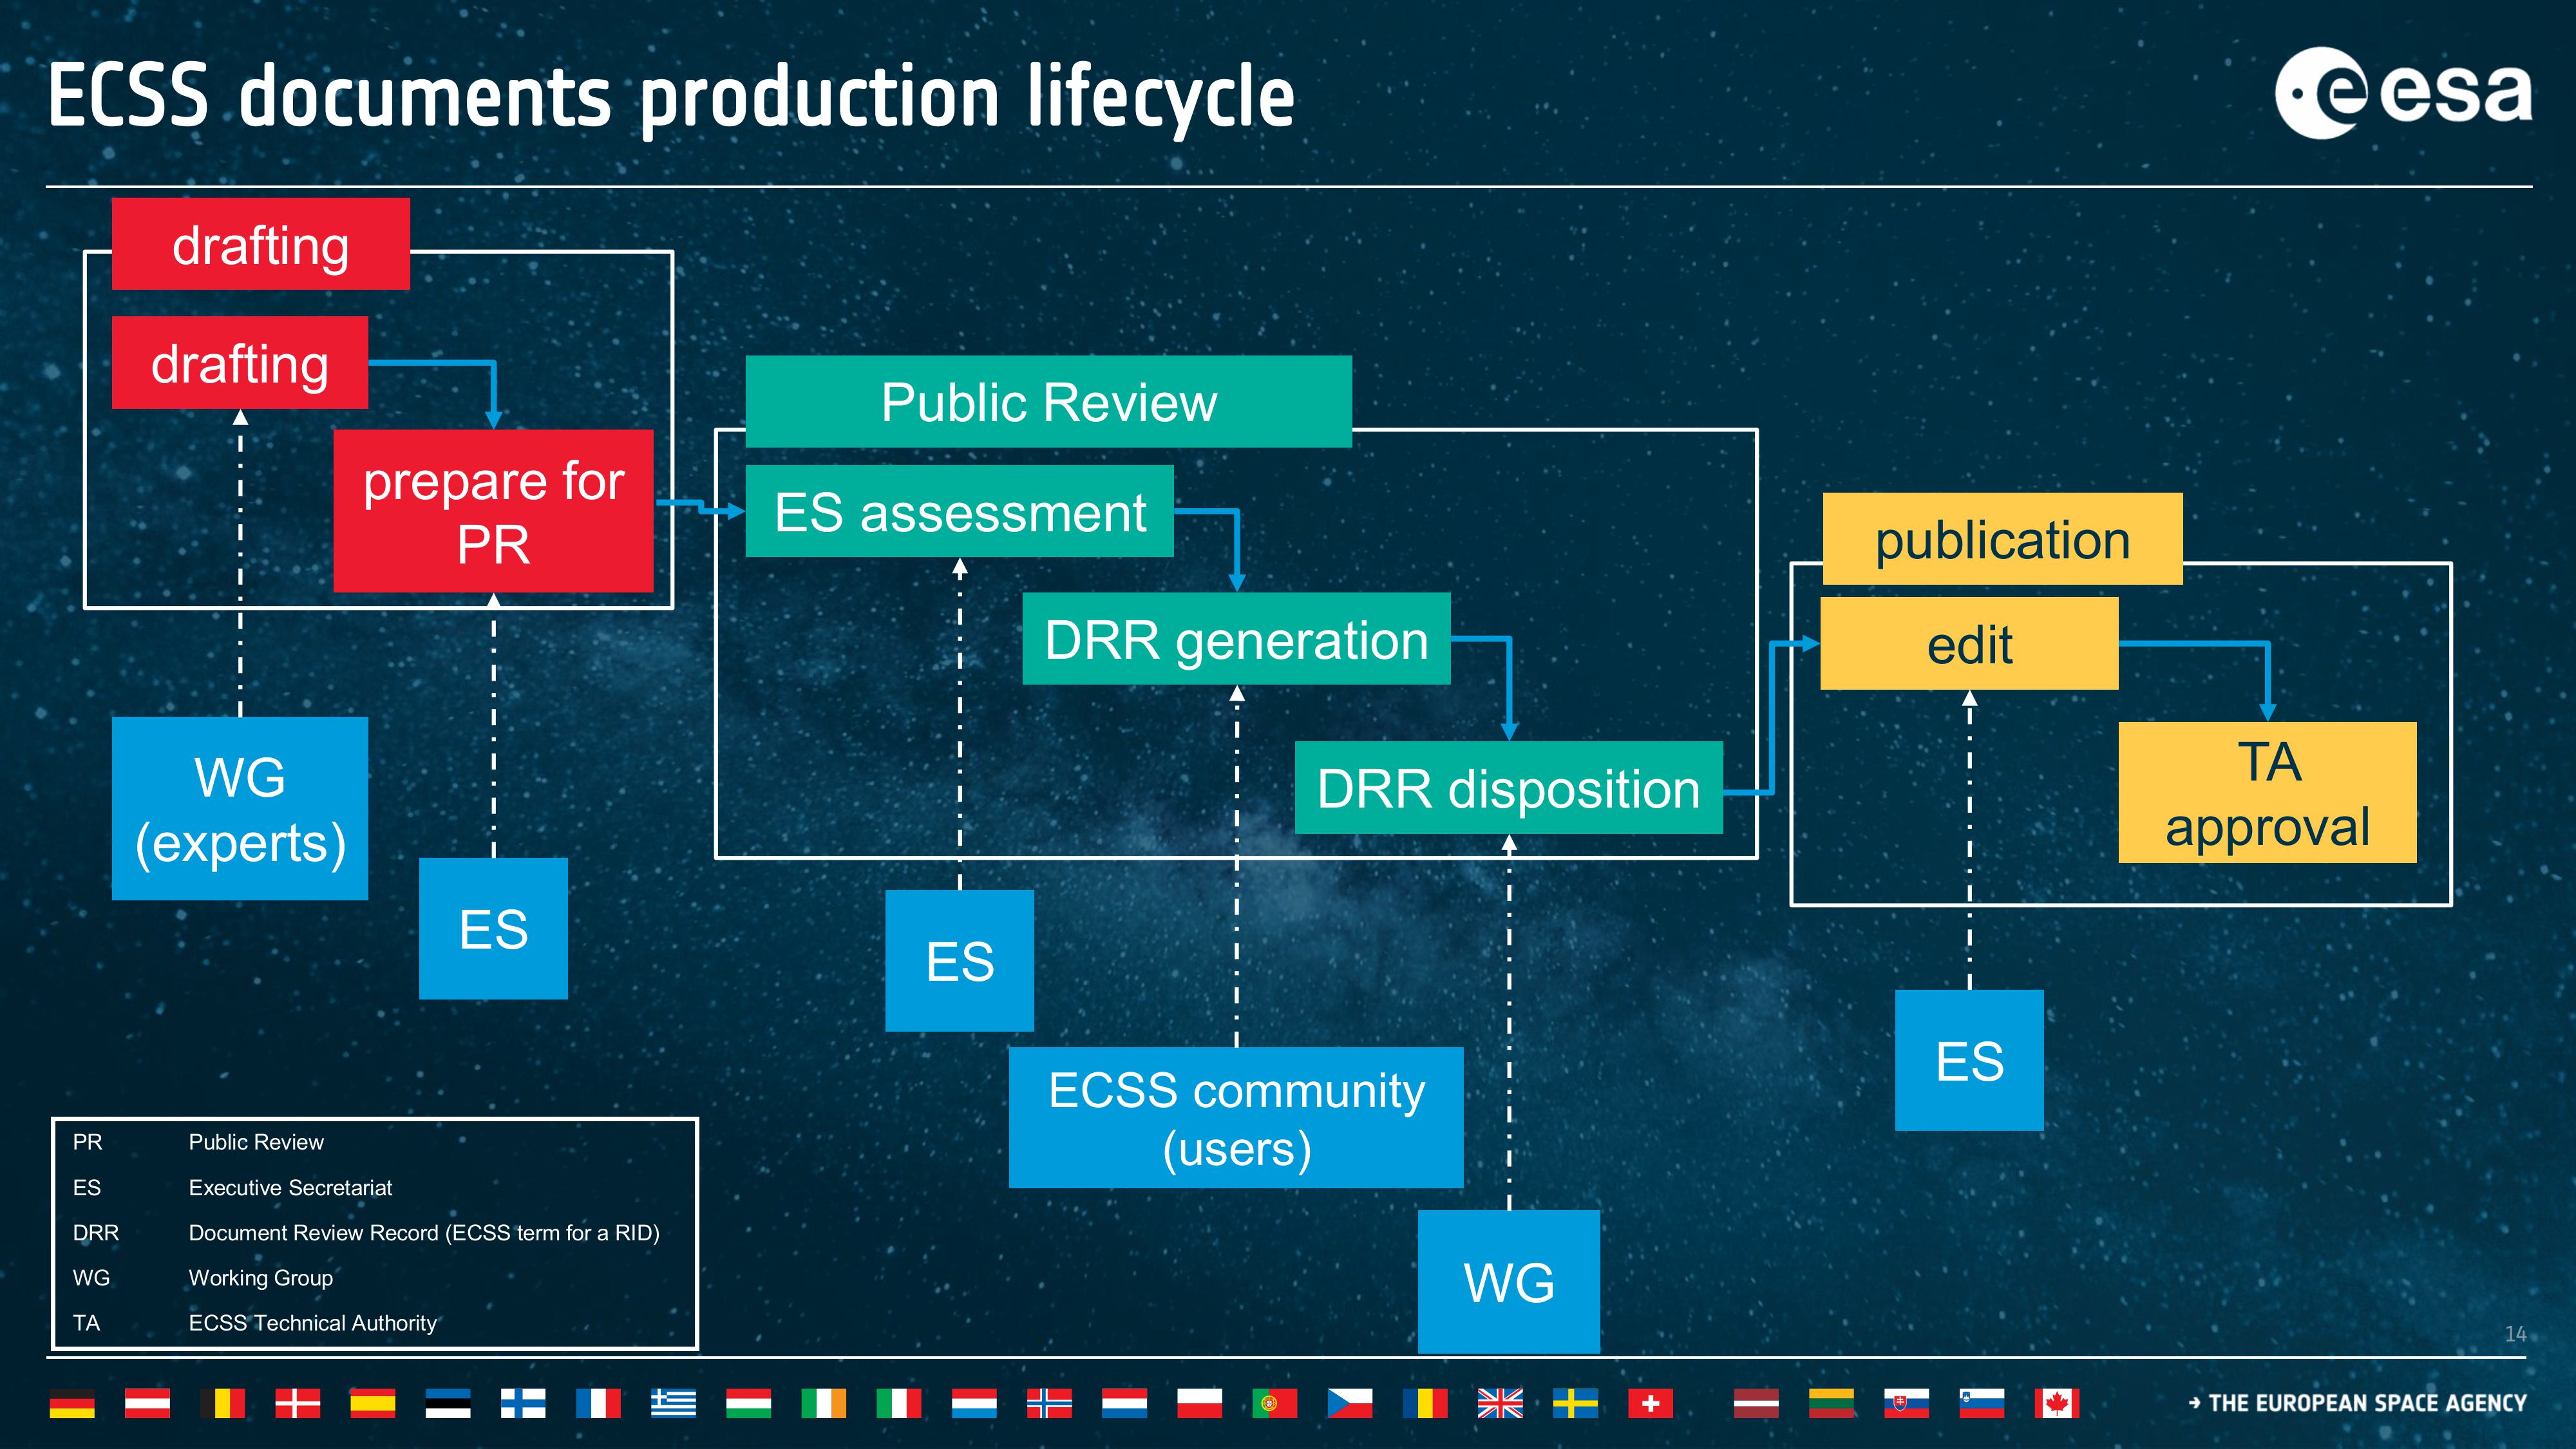 ECSS documents production lifecycle
esa
drafting
drafting
prepare for
PR
Public Review
ES assessment
DRR generation
DRR disposition
publication
edit
TA
approval
WG
(experts)
ES
ES
ECSS community
(users)
WG
ES
PR Public Review
ES Executive Secretariat
DRR Document Review Record (ECSS term for a RID)
WG Working Group
TA ECSS Technical Authority
14
→ THE EUROPEAN SPACE AGENCY